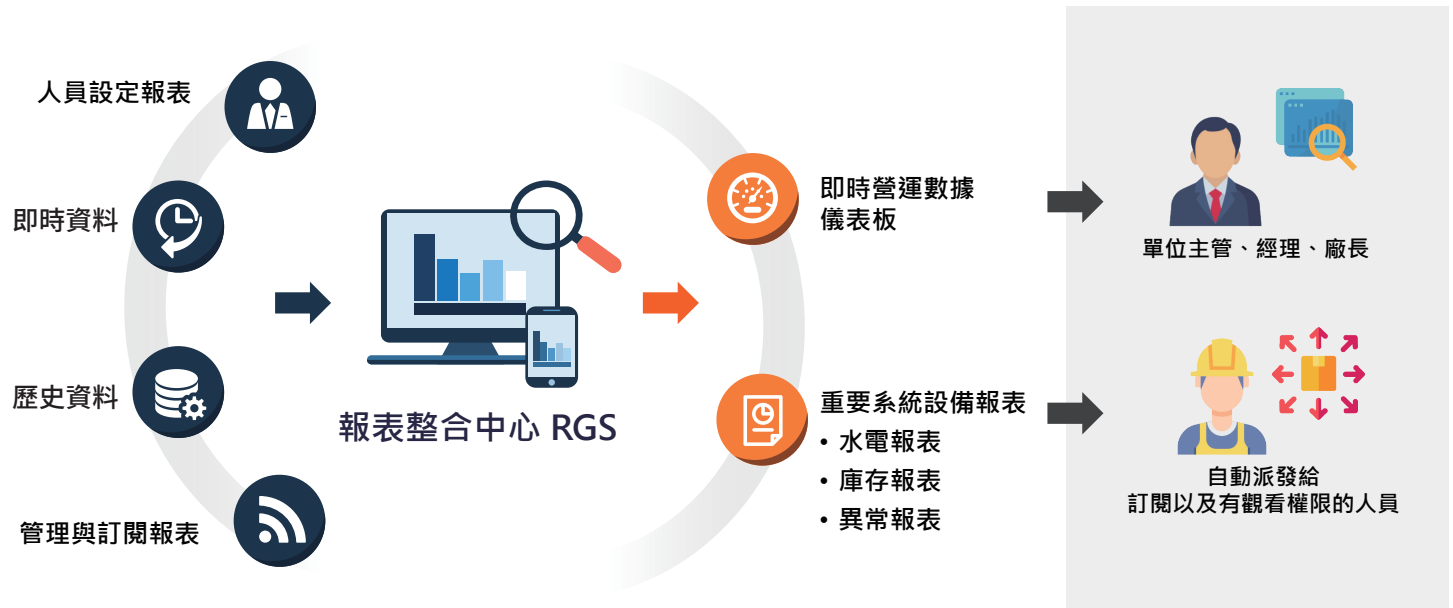 人員設定報表
即時資料
歷史資料
管理與訂閱報表
報表整合中心 RGS
即時營運數據
儀表板
重要系統設備報表
• 水電報表
• 庫存報表
• 異常報表
單位主管、經理、廠長
自動派發給
訂閱以及有觀看權限的人員